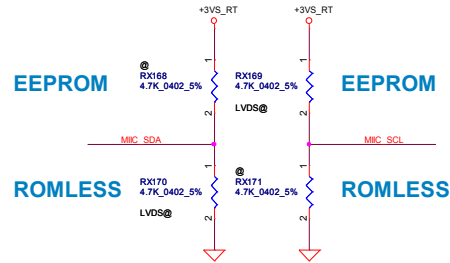 +3VS_RT +3VS_RT
1 1
@
RX168 RX169
EEPROM 4.7K_0402_5% 4.7K_0402_5% EEPROM
2 2
LVDS@
MIIC_SDA MIIC_SCL
1 @ 1
RX170 RX171
ROMLESS 4.7K_0402_5% 4.7K_0402_5% ROMLESS
LVDS@ 2 2